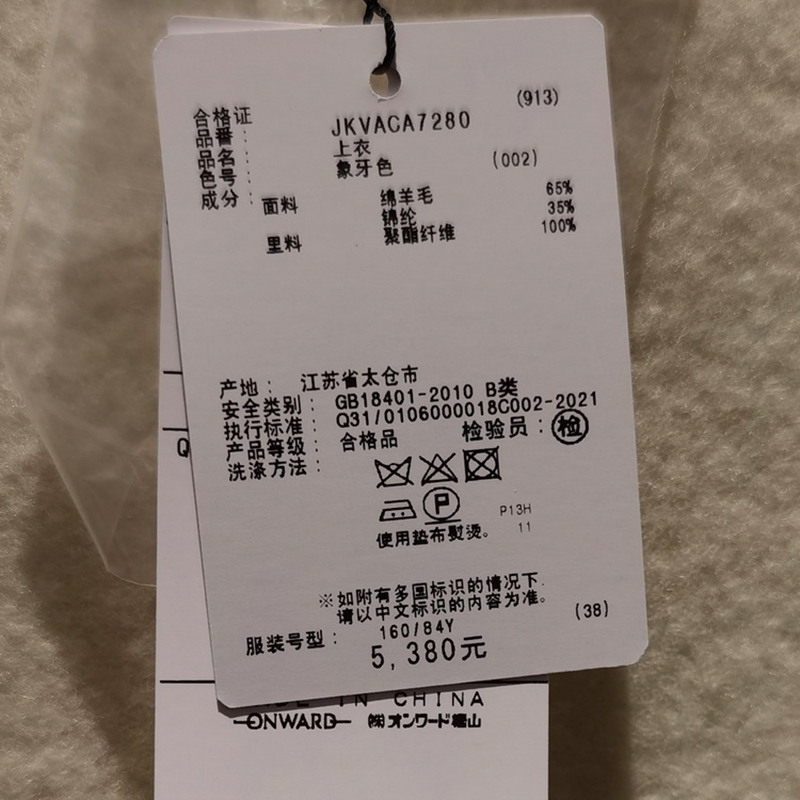 合格证 (913)
品番： JKVACA7280
品名： 上衣
色号： 象牙色 (002)
成分： 面料 绵羊毛 65%
锦纶 35%
里料 聚酯纤维 100%
产地： 江苏省太仓市
安全类别： GB18401-2010 B类
执行标准： Q31/0106000018C002-2021
产品等级： 合格品 检验员： 检
洗涤方法：
P P13H
使用垫布熨烫。 11
※如附有多国标识的情况下.
请以中文标识的内容为准。 (38)
服装号型： 160/84Y
5,380元
Q
IN CHINA
ONWARD ㈱オンワード樫山